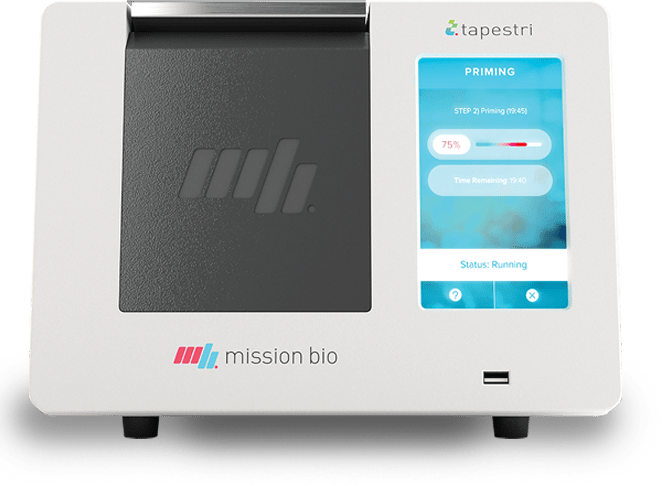 tapestri
PRIMING
STEP 2) Priming (19:45)
75%
Time Remaining 19:40
Status: Running
?
mission bio